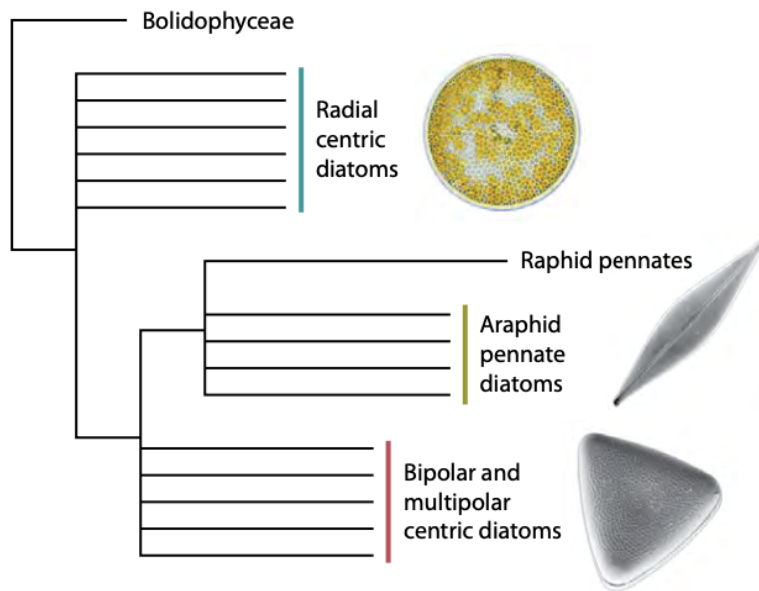 Bolidophyceae
Radial
centric
diatoms
Raphid pennates
Araphid
pennate
diatoms
Bipolar and
multipolar
centric diatoms